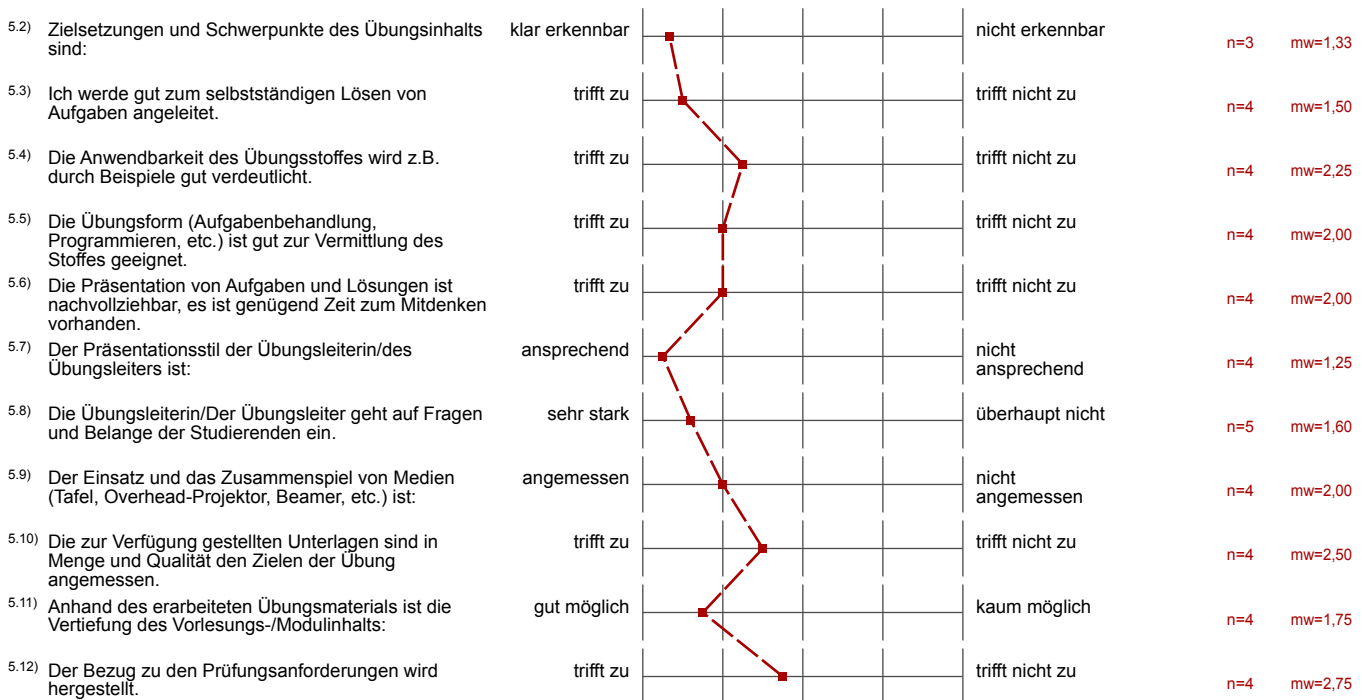 5.2) Zielsetzungen und Schwerpunkte des Übungsinhalts klar erkennbar nicht erkennbar
sind: n=3 mw=1,33
5.3) Ich werde gut zum selbstständigen Lösen von trifft zu trifft nicht zu
Aufgaben angeleitet. n=4 mw=1,50
5.4) Die Anwendbarkeit des Übungsstoffes wird z.B. trifft zu trifft nicht zu
durch Beispiele gut verdeutlicht. n=4 mw=2,25
5.5) Die Übungsform (Aufgabenbehandlung, trifft zu trifft nicht zu
Programmieren, etc.) ist gut zur Vermittlung des n=4 mw=2,00
Stoffes geeignet.
5.6) Die Präsentation von Aufgaben und Lösungen ist trifft zu trifft nicht zu
nachvollziehbar, es ist genügend Zeit zum Mitdenken n=4 mw=2,00
vorhanden.
5.7) Der Präsentationsstil der Übungsleiterin/des ansprechend nicht
Übungsleiters ist: ansprechend n=4 mw=1,25
5.8) Die Übungsleiterin/Der Übungsleiter geht auf Fragen sehr stark überhaupt nicht
und Belange der Studierenden ein. n=5 mw=1,60
5.9) Der Einsatz und das Zusammenspiel von Medien angemessen nicht
(Tafel, Overhead-Projektor, Beamer, etc.) ist: angemessen n=4 mw=2,00
5.10) Die zur Verfügung gestellten Unterlagen sind in trifft zu trifft nicht zu
Menge und Qualität den Zielen der Übung n=4 mw=2,50
angemessen.
5.11) Anhand des erarbeiteten Übungsmaterials ist die gut möglich kaum möglich
Vertiefung des Vorlesungs-/Modulinhalts: n=4 mw=1,75
5.12) Der Bezug zu den Prüfungsanforderungen wird trifft zu trifft nicht zu
hergestellt. n=4 mw=2,75